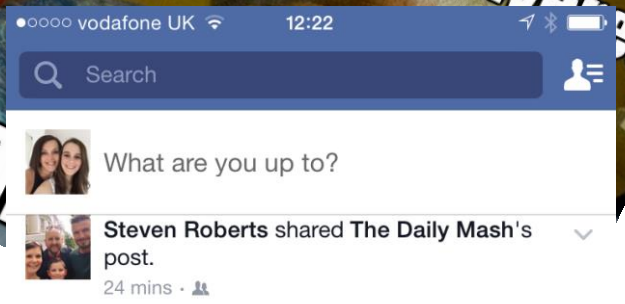 vodafone UK 12:22
Search
What are you up to?
Steven Roberts shared The Daily Mash's
post.
24 mins ·